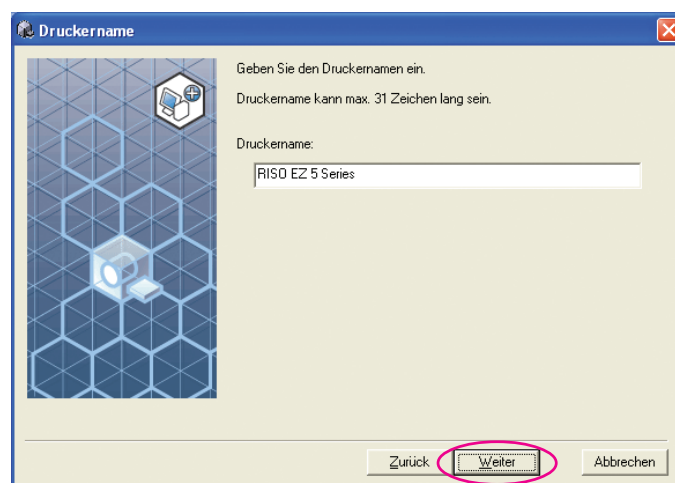 Druckername
Geben Sie den Druckernamen ein.
Druckername kann max. 31 Zeichen lang sein.
Druckername:
RISO EZ 5 Series
Zurück Weiter Abbrechen